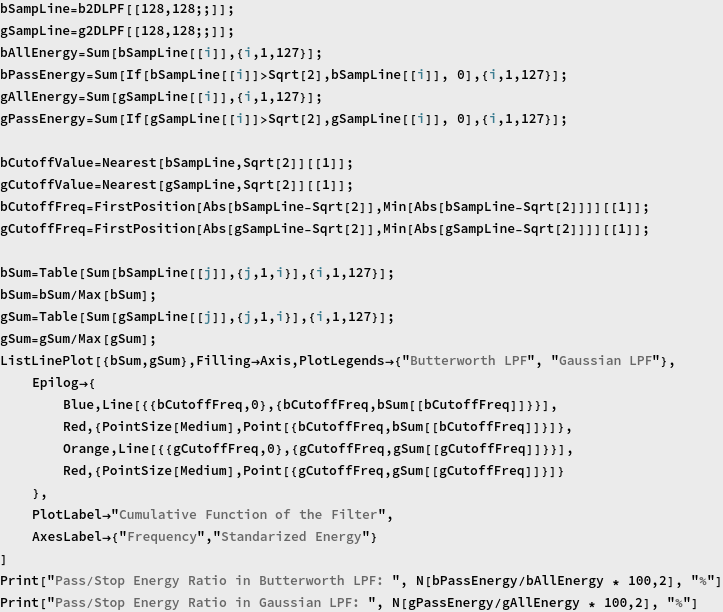 bSampLine=b2DLPF[[128,128;;]];
gSampLine=g2DLPF[[128,128;;]];
bAllEnergy=Sum[bSampLine[[i]],{i,1,127}];
bPassEnergy=Sum[If[bSampLine[[i]]>Sqrt[2],bSampLine[[i]], 0],{i,1,127}];
gAllEnergy=Sum[gSampLine[[i]],{i,1,127}];
gPassEnergy=Sum[If[gSampLine[[i]]>Sqrt[2],gSampLine[[i]], 0],{i,1,127}];
bCutoffValue=Nearest[bSampLine,Sqrt[2]][[1]];
gCutoffValue=Nearest[gSampLine,Sqrt[2]][[1]];
bCutoffFreq=FirstPosition[Abs[bSampLine-Sqrt[2]],Min[Abs[bSampLine-Sqrt[2]]]][[1]];
gCutoffFreq=FirstPosition[Abs[gSampLine-Sqrt[2]],Min[Abs[gSampLine-Sqrt[2]]]][[1]];
bSum=Table[Sum[bSampLine[[j]],{j,1,i}],{i,1,127}];
bSum=bSum/Max[bSum];
gSum=Table[Sum[gSampLine[[j]],{j,1,i}],{i,1,127}];
gSum=gSum/Max[gSum];
ListLinePlot[{bSum,gSum},Filling→Axis,PlotLegends→{"Butterworth LPF", "Gaussian LPF"},
Epilog→{
Blue,Line[{{bCutoffFreq,0},{bCutoffFreq,bSum[[bCutoffFreq]]}}],
Red,{PointSize[Medium],Point[{bCutoffFreq,bSum[[bCutoffFreq]]}]},
Orange,Line[{{gCutoffFreq,0},{gCutoffFreq,gSum[[gCutoffFreq]]}}],
Red,{PointSize[Medium],Point[{gCutoffFreq,gSum[[gCutoffFreq]]}]}
},
PlotLabel→"Cumulative Function of the Filter",
AxesLabel→{"Frequency","Standarized Energy"}
]
Print["Pass/Stop Energy Ratio in Butterworth LPF: ", N[bPassEnergy/bAllEnergy * 100,2], "%"]
Print["Pass/Stop Energy Ratio in Gaussian LPF: ", N[gPassEnergy/gAllEnergy * 100,2], "%"]